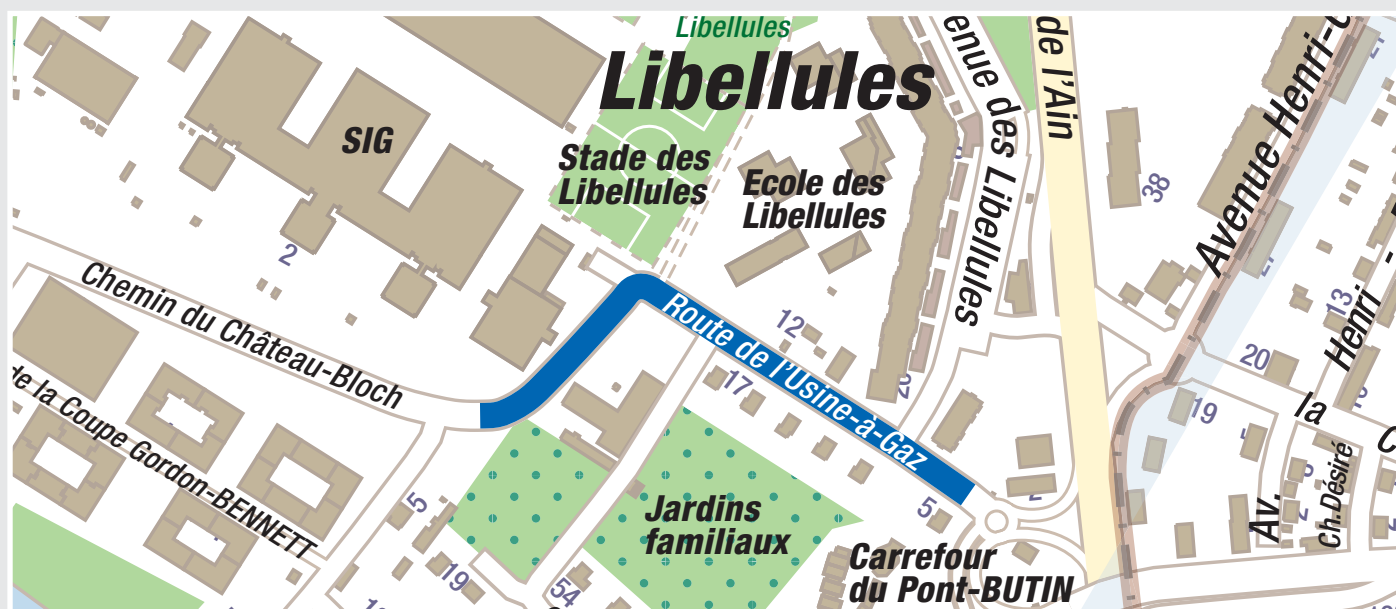 Libellules
Libellules
SIG
Stade des
Libellules
Ecole des
Libellules
enue des Libellules
de l'Ain
Avenue Henri-
38
2
Chemin du Château-Bloch
Route de l'Usine-à-Gaz
12
17
13
Henri -
20
19
la
de la Coupe Gordon-BENNETT
5
5
Jardins
familiaux
Carrefour
du Pont-BUTIN
Av.
Ch.Désiré
19
54